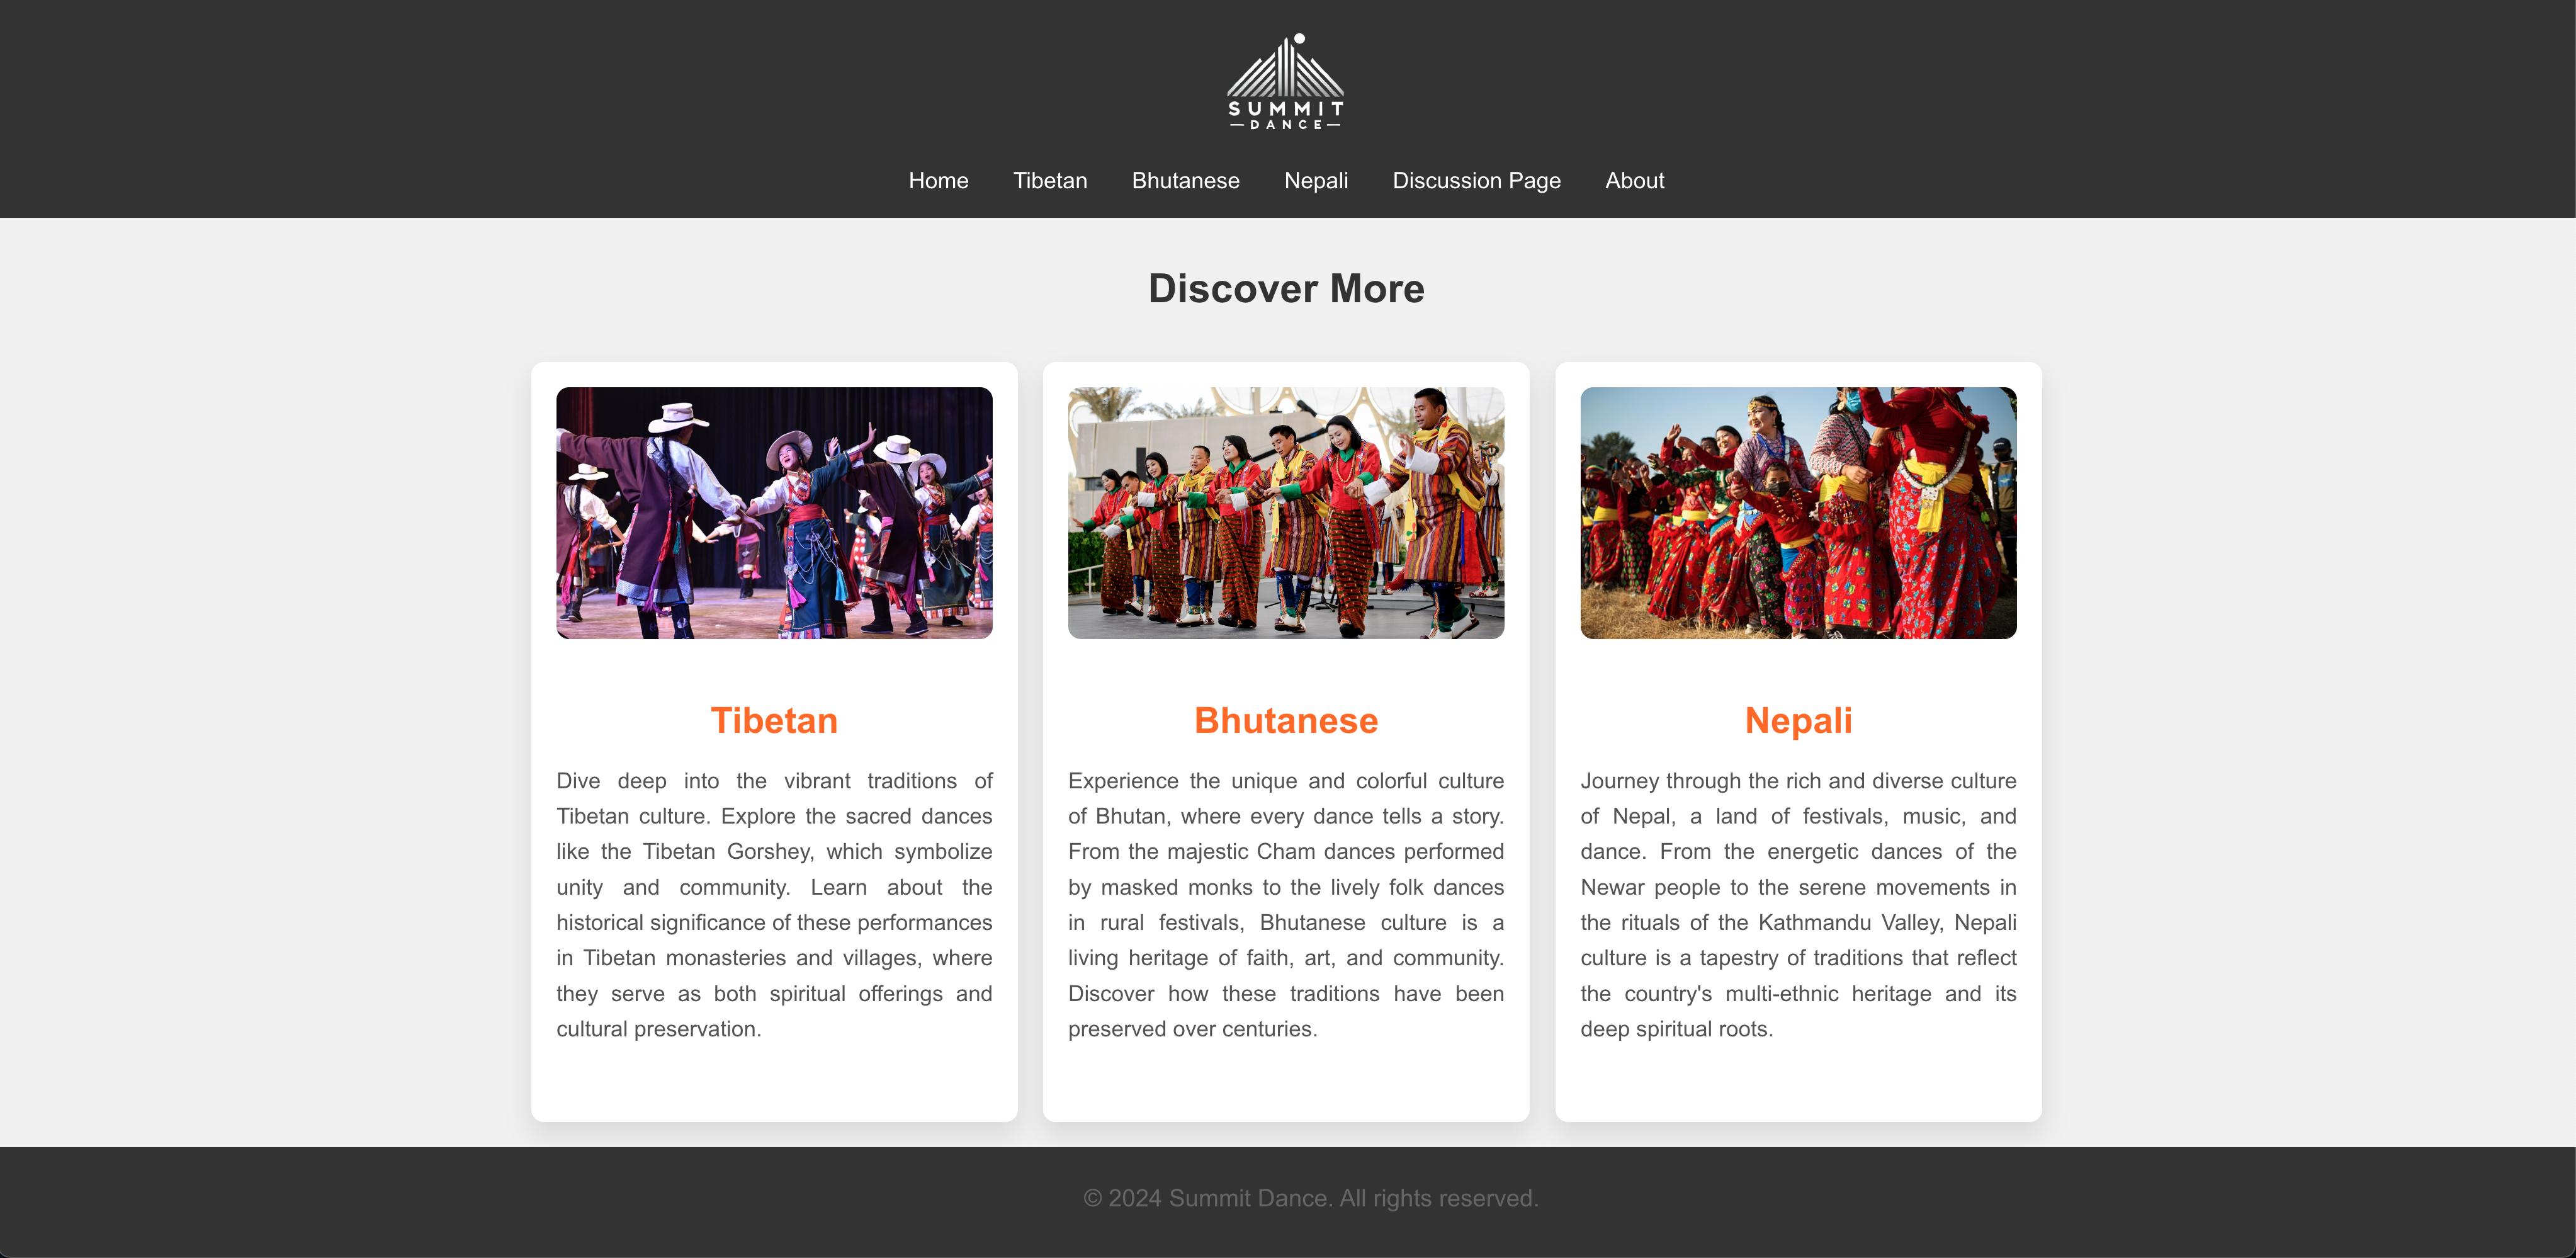 SUMMIT
DANCE
Home Tibetan Bhutanese Nepali Discussion Page About
Discover More
Tibetan
Dive deep into the vibrant traditions of
Tibetan culture. Explore the sacred dances
like the Tibetan Gorshey, which symbolize
unity and community. Learn about the
historical significance of these performances
in Tibetan monasteries and villages, where
they serve as both spiritual offerings and
cultural preservation.
Bhutanese
Experience the unique and colorful culture
of Bhutan, where every dance tells a story.
From the majestic Cham dances performed
by masked monks to the lively folk dances
in rural festivals, Bhutanese culture is a
living heritage of faith, art, and community.
Discover how these traditions have been
preserved over centuries.
Nepali
Journey through the rich and diverse culture
of Nepal, a land of festivals, music, and
dance. From the energetic dances of the
Newar people to the serene movements in
the rituals of the Kathmandu Valley, Nepali
culture is a tapestry of traditions that reflect
the country's multi-ethnic heritage and its
deep spiritual roots.
© 2024 Summit Dance. All rights reserved.